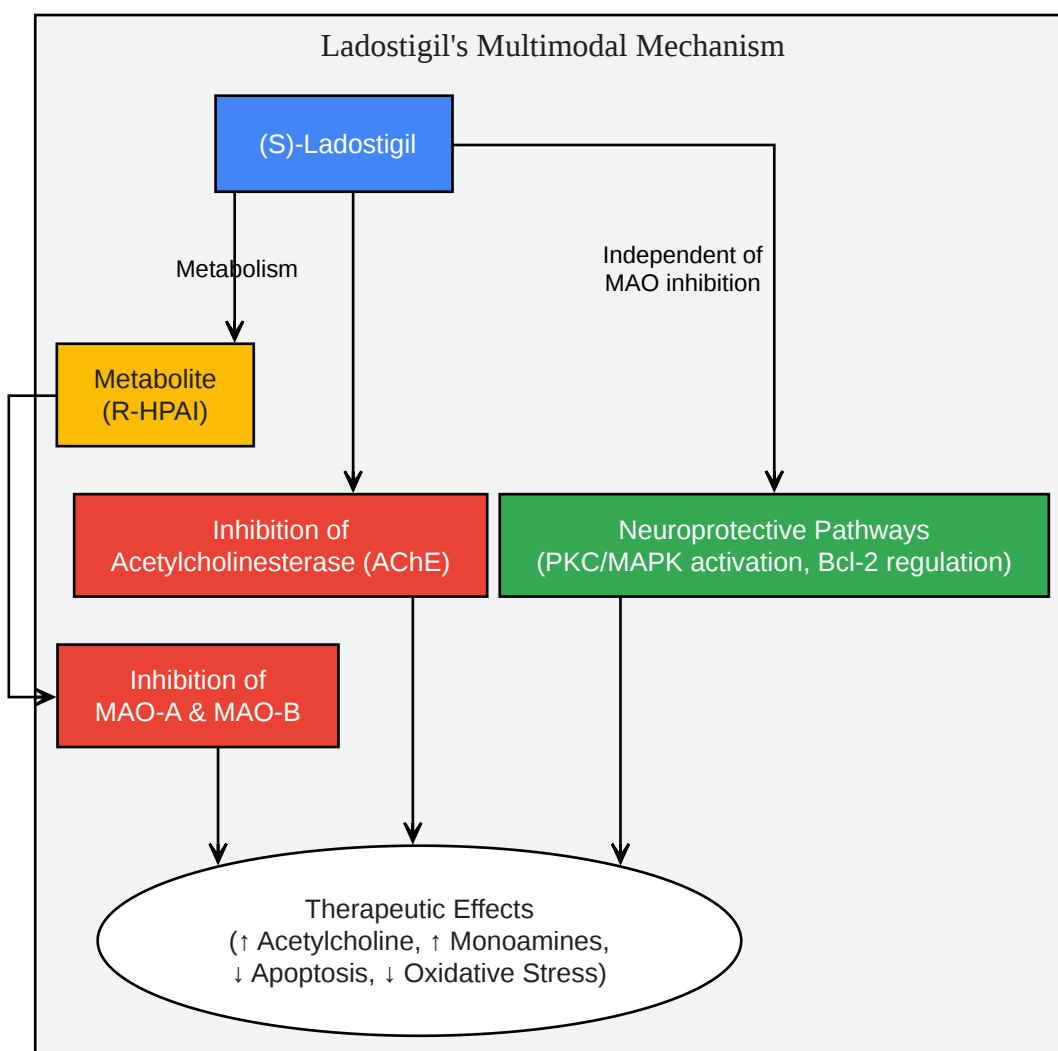 Ladostigil's Multimodal Mechanism
(S)-Ladostigil
Metabolism
Independent of
MAO inhibition
Metabolite
(R-HPAI)
Inhibition of
Acetylcholinesterase (AChE)
Neuroprotective Pathways
(PKC/MAPK activation, Bcl-2 regulation)
Inhibition of
MAO-A & MAO-B
Therapeutic Effects
(↑ Acetylcholine, ↑ Monoamines,
↓ Apoptosis, ↓ Oxidative Stress)